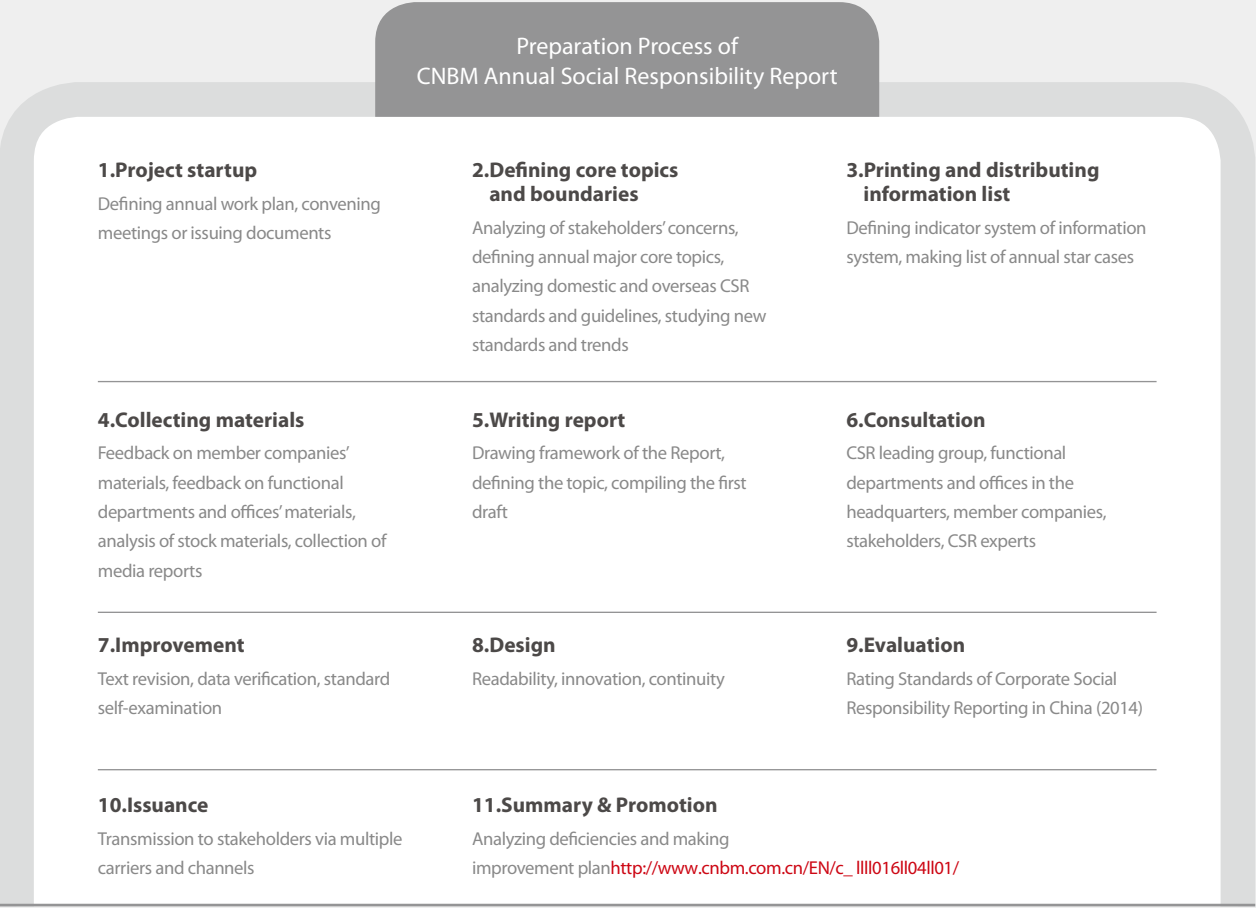 Preparation Process of
CNBM Annual Social Responsibility Report
1.Project startup
Defining annual work plan, convening
meetings or issuing documents
2.Defining core topics
and boundaries
Analyzing of stakeholders' concerns,
defining annual major core topics,
analyzing domestic and overseas CSR
standards and guidelines, studying new
standards and trends
3.Printing and distributing
information list
Defining indicator system of information
system, making list of annual star cases
4.Collecting materials
Feedback on member companies'
materials, feedback on functional
departments and offices' materials,
analysis of stock materials, collection of
media reports
5.Writing report
Drawing framework of the Report,
defining the topic, compiling the first
draft
6.Consultation
CSR leading group, functional
departments and offices in the
headquarters, member companies,
stakeholders, CSR experts
7.Improvement
Text revision, data verification, standard
self-examination
8.Design
Readability, innovation, continuity
9.Evaluation
Rating Standards of Corporate Social
Responsibility Reporting in China (2014)
10.Issuance
Transmission to stakeholders via multiple
carriers and channels
11.Summary & Promotion
Analyzing deficiencies and making
improvement planhttp://www.cnbm.com.cn/EN/c_ llll016ll04ll01/